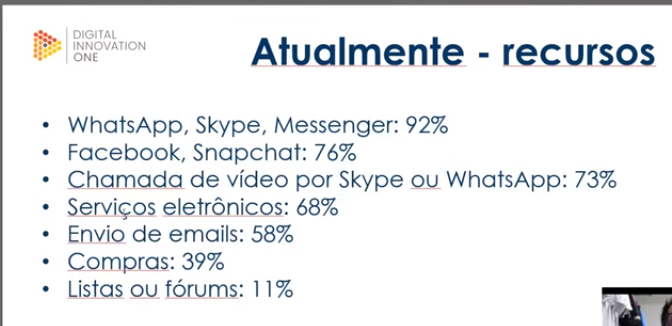 DIGITAL
INNOVATION
ONE
Atualmente - recursos
• WhatsApp, Skype, Messenger: 92%
• Facebook, Snapchat: 76%
• Chamada de vídeo por Skype ou WhatsApp: 73%
• Serviços eletrônicos: 68%
• Envio de emails: 58%
• Compras: 39%
• Listas ou fórums: 11%